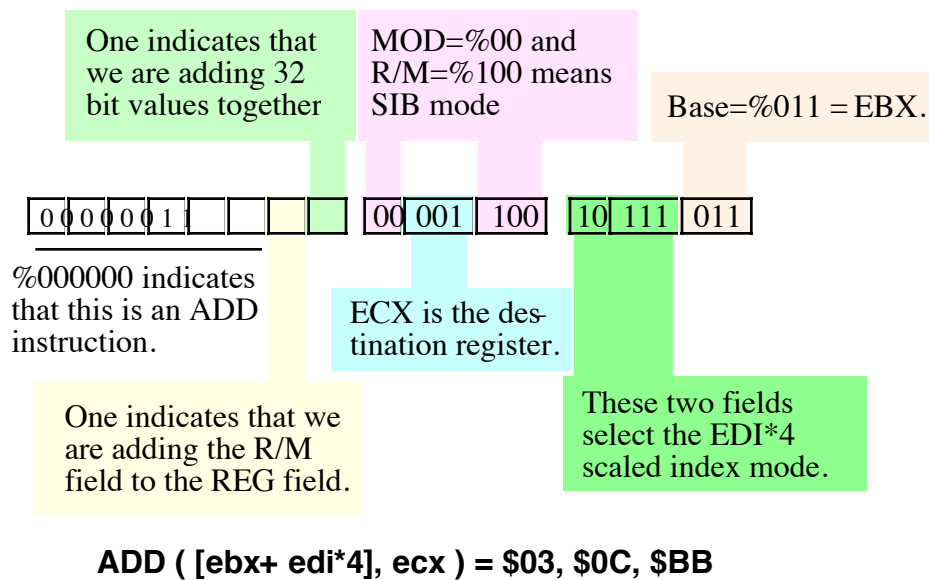 One indicates that
we are adding 32
bit values together
MOD=%00 and
R/M=%100 means
SIB mode
Base=%011 = EBX.
0 0 0 0 0 0 1 1
00 001 100
10 111 011
%000000 indicates
that this is an ADD
instruction.
ECX is the des-
tination register.
One indicates that we
are adding the R/M
field to the REG field.
These two fields
select the EDI*4
scaled index mode.
ADD ( [ebx+ edi*4], ecx ) = $03, $0C, $BB